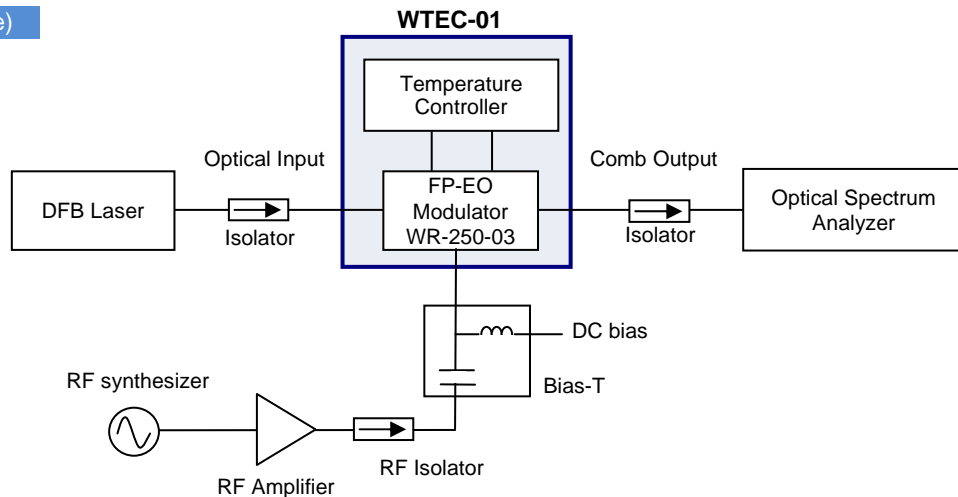 e)
WTEC-01
Temperature
Controller
Optical Input
Comb Output
DFB Laser
Isolator
FP-EO
Modulator
WR-250-03
Isolator
Optical Spectrum
Analyzer
DC bias
Bias-T
RF synthesizer
RF Isolator
RF Amplifier